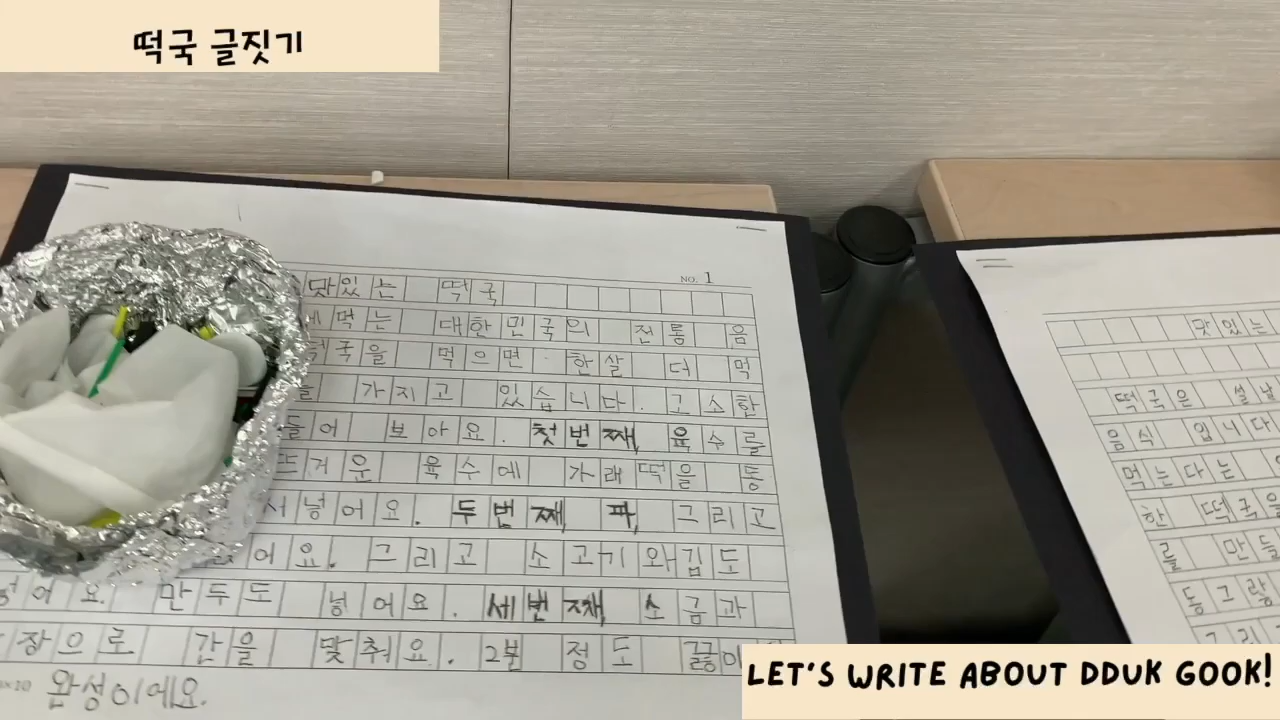 떡국 글짓기
NO. 1
맛있는 떡국
먹는 대한민국의 전통 음
떡국을 먹으면 한살 더 먹
가지고 있습니다. 고소한
들어 보아요. 첫번째, 육수를
뜨거운 육수에 가래떡을 통
서 넣어요. 두번째, 파, 그리고
어요. 그리고 소고기와 김도
넣어요. 만두도 넣어요. 세번째, 소금과
장으로 간을 맟춰요. 2분 정도
완성이에요.
맛있는
떡국은 설날
음식 입니다
먹는다는
한 떡국을
를 만들
동그랗
그리
LET'S WRITE ABOUT DDUK GOOK!